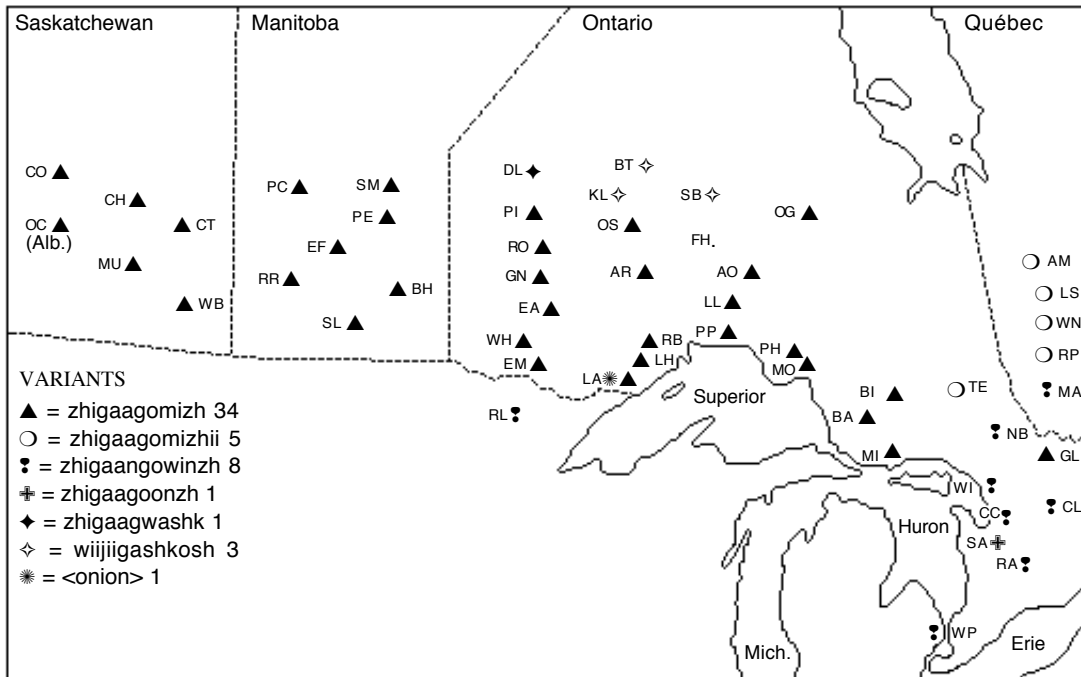 Saskatchewan Manitoba Ontario Québec
CO
CH
OC
(Alb.)
CT
MU
WB
PC
SM
PE
EF
RR
BH
SL
DL
BT
KL
SB
PI
OS
OG
RO
FH.
GN
AR
AO
EA
LL
WH
RB
PP
EM
LH
PH
LA
MO
RL
AM
LS
WN
RP
TE
MA
BI
BA
NB
MI
GL
WI
CC
CL
SA
RA
WP
Superior
Huron
Mich.
Erie
VARIANTS
▲ = zhigaagomizh 34
❍ = zhigaagomizhii 5
❢ = zhigaangowinzh 8
✙ = zhigaagoonzh 1
✦ = zhigaagwashk 1
✧ = wiijiigashkosh 3
✺ = <onion> 1